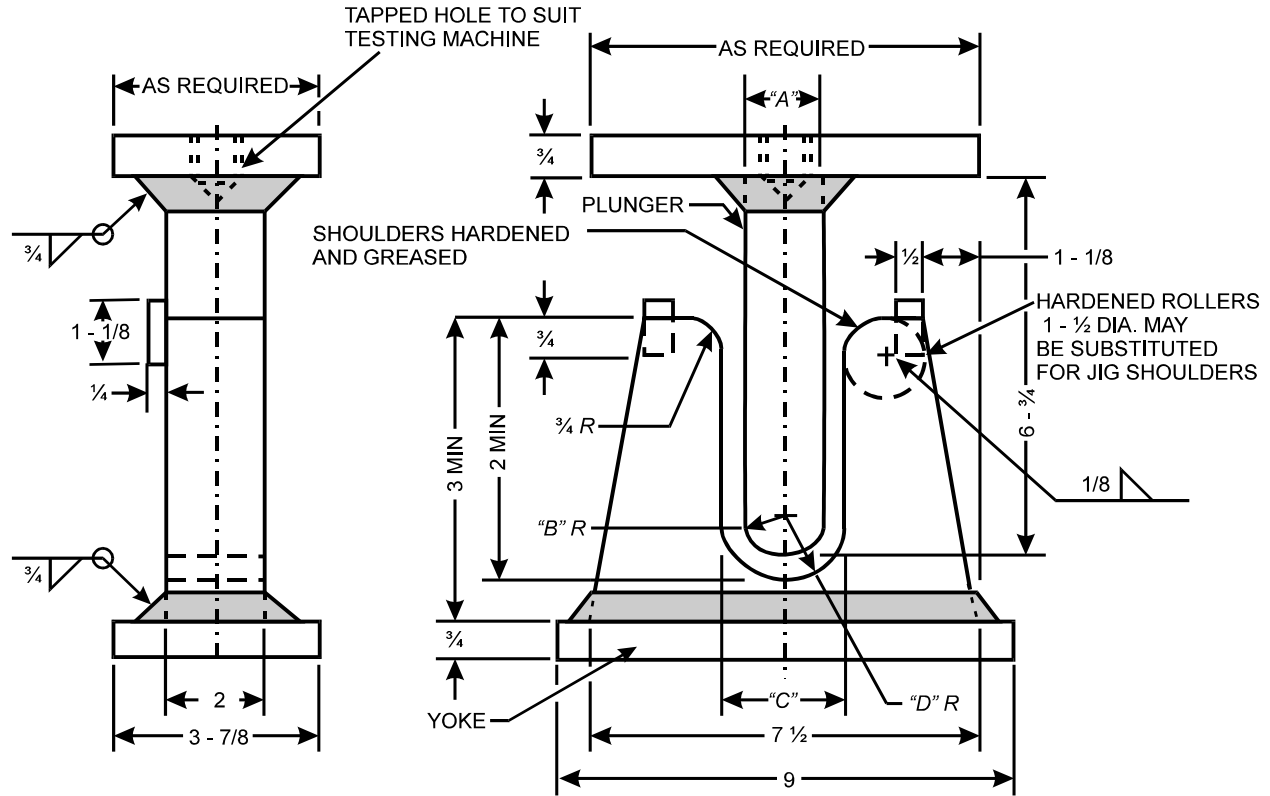 TAPPED HOLE TO SUIT
TESTING MACHINE
AS REQUIRED
AS REQUIRED
"A"
¾
PLUNGER
SHOULDERS HARDENED
AND GREASED
¾
½
1 - 1/8
HARDENED ROLLERS
1 - ½ DIA. MAY
BE SUBSTITUTED
FOR JIG SHOULDERS
1 - 1/8
¾
¼
¾ R
3 MIN
2 MIN
6 - ¾
1/8
"B" R
¾
¾
2
3 - 7/8
YOKE
"C"
"D" R
7 ½
9